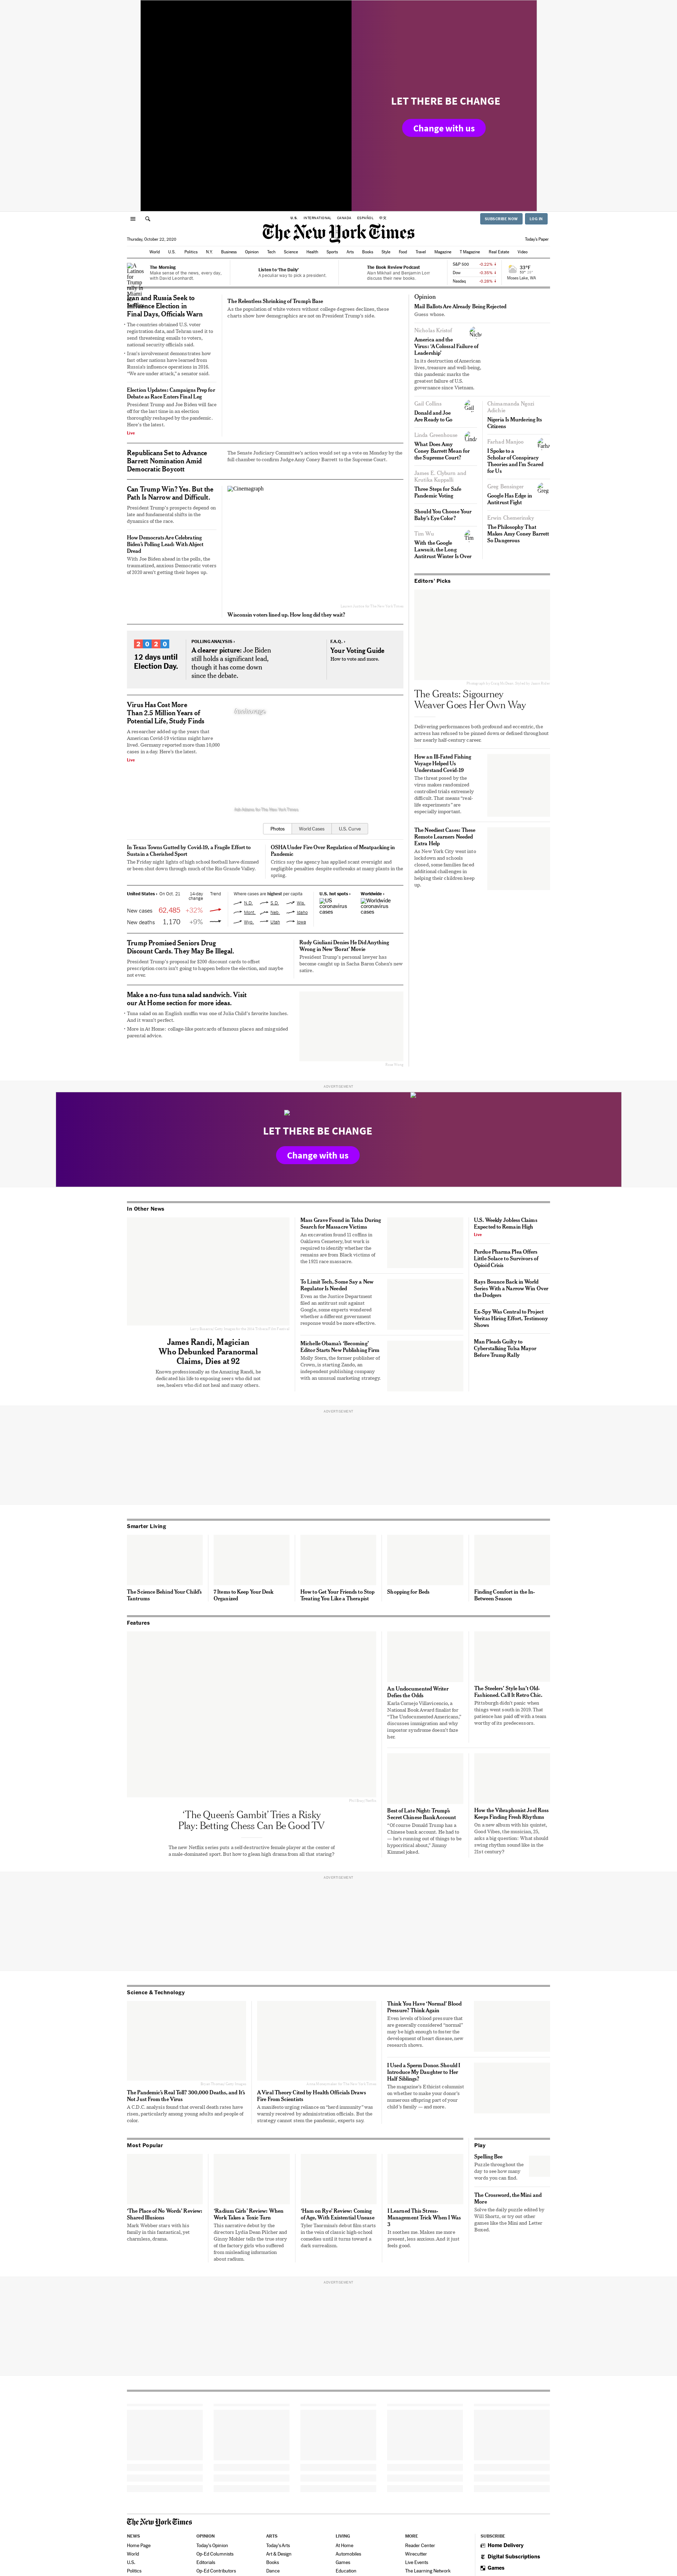 LET THERE BE CHANGE
Change with us
U.S. INTERNATIONAL CANADA ESPAÑOL 中文
SUBSCRIBE NOW LOG IN
The New York Times
Thursday, October 22, 2020
Today's Paper
World U.S. Politics N.Y. Business Opinion Tech Science Health Sports Arts Books Style Food Travel Magazine T Magazine Real Estate Video
The Morning
Make sense of the news, every day, with David Leonhardt.
Listen to 'The Daily'
A peculiar way to pick a president.
The Book Review Podcast
Alan Mikhail and Benjamin Lorr discuss their new books.
S&P 500 -0.22%
Dow -0.35%
Nasdaq -0.28%
33°F
Moses Lake, WA
Iran and Russia Seek to
Influence Election in
Final Days, Officials Warn
The countries obtained U.S. voter registration data, and Tehran used it to send threatening emails to voters, national security officials said.
Iran's involvement demonstrates how fast other nations have learned from Russia's influence operations in 2016. "We are under attack," a senator said.
Election Updates: Campaigns Prep for Debate as Race Enters Final Leg
President Trump and Joe Biden will face off for the last time in an election thoroughly reshaped by the pandemic. Here's the latest.
Live
The Relentless Shrinking of Trump's Base
As the population of white voters without college degrees declines, these charts show how demographics are not on President Trump's side.
Republicans Set to Advance
Barrett Nomination Amid
Democratic Boycott
The Senate Judiciary Committee's action would set up a vote on Monday by the full chamber to confirm Judge Amy Coney Barrett to the Supreme Court.
Can Trump Win? Yes. But the
Path Is Narrow and Difficult.
President Trump's prospects depend on late and fundamental shifts in the dynamics of the race.
How Democrats Are Celebrating Biden's Polling Lead: With Abject Dread
With Joe Biden ahead in the polls, the traumatized, anxious Democratic voters of 2020 aren't getting their hopes up.
Cinemagraph
Wisconsin voters lined up. How long did they wait?
2020
12 days until
Election Day.
POLLING ANALYSIS ›
A clearer picture: Joe Biden still holds a significant lead, though it has come down since the debate.
F.A.Q. ›
Your Voting Guide
How to vote and more.
Virus Has Cost More
Than 2.5 Million Years of
Potential Life, Study Finds
A researcher added up the years that American Covid-19 victims might have lived. Germany reported more than 10,000 cases in a day. Here's the latest.
Live
Photos World Cases U.S. Curve
In Texas Towns Gutted by Covid-19, a Fragile Effort to Sustain a Cherished Sport
The Friday night lights of high school football have dimmed or been shut down through much of the Rio Grande Valley.
OSHA Under Fire Over Regulation of Meatpacking in Pandemic
Critics say the agency has applied scant oversight and negligible penalties despite outbreaks at many plants in the spring.
United States › On Oct. 21 14-day change Trend
New cases 62,485 +32%
New deaths 1,170 +9%
Where cases are highest per capita
N.D. S.D. Wis.
Mont. Neb. Idaho
Wyo. Utah Iowa
U.S. hot spots ›
US coronavirus cases
Worldwide ›
Worldwide coronavirus cases
Trump Promised Seniors Drug
Discount Cards. They May Be Illegal.
President Trump's proposal for $200 discount cards to offset prescription costs isn't going to happen before the election, and maybe not ever.
Rudy Giuliani Denies He Did Anything Wrong in New 'Borat' Movie
President Trump's personal lawyer has become caught up in Sacha Baron Cohen's new satire.
Make a no-fuss tuna salad sandwich. Visit
our At Home section for more ideas.
Tuna salad on an English muffin was one of Julia Child's favorite lunches. And it wasn't perfect.
More in At Home: collage-like postcards of famous places and misguided parental advice.
Opinion
Mail Ballots Are Already Being Rejected
Guess whose.
Nicholas Kristof
America and the Virus: 'A Colossal Failure of Leadership'
In its destruction of American lives, treasure and well-being, this pandemic marks the greatest failure of U.S. governance since Vietnam.
Gail Collins
Donald and Joe Are Ready to Go
Linda Greenhouse
What Does Amy Coney Barrett Mean for the Supreme Court?
James E. Clyburn and Kruttika Kuppalli
Three Steps for Safe Pandemic Voting
Should You Choose Your Baby's Eye Color?
Tim Wu
With the Google Lawsuit, the Long Antitrust Winter Is Over
Chimamanda Ngozi Adichie
Nigeria Is Murdering Its Citizens
Farhad Manjoo
I Spoke to a Scholar of Conspiracy Theories and I'm Scared for Us
Greg Bensinger
Google Has Edge in Antitrust Fight
Erwin Chemerinsky
The Philosophy That Makes Amy Coney Barrett So Dangerous
Editors' Picks
The Greats: Sigourney
Weaver Goes Her Own Way
Delivering performances both profound and eccentric, the actress has refused to be pinned down or defined throughout her nearly half-century career.
How an Ill-Fated Fishing Voyage Helped Us Understand Covid-19
The threat posed by the virus makes randomized controlled trials extremely difficult. That means "real-life experiments" are especially important.
The Neediest Cases: These Remote Learners Needed Extra Help
As New York City went into lockdown and schools closed, some families faced additional challenges in helping their children keep up.
ADVERTISEMENT
LET THERE BE CHANGE
Change with us
In Other News
James Randi, Magician
Who Debunked Paranormal
Claims, Dies at 92
Known professionally as the Amazing Randi, he dedicated his life to exposing seers who did not see, healers who did not heal and many others.
Mass Grave Found in Tulsa During Search for Massacre Victims
An excavation found 11 coffins in Oaklawn Cemetery, but work is required to identify whether the remains are from Black victims of the 1921 race massacre.
To Limit Tech, Some Say a New Regulator Is Needed
Even as the Justice Department filed an antitrust suit against Google, some experts wondered whether a different government response would be more effective.
Michelle Obama's 'Becoming' Editor Starts New Publishing Firm
Molly Stern, the former publisher of Crown, is starting Zando, an independent publishing company with an unusual marketing strategy.
U.S. Weekly Jobless Claims Expected to Remain High
Live
Purdue Pharma Plea Offers Little Solace to Survivors of Opioid Crisis
Rays Bounce Back in World Series With a Narrow Win Over the Dodgers
Ex-Spy Was Central to Project Veritas Hiring Effort, Testimony Shows
Man Pleads Guilty to Cyberstalking Tulsa Mayor Before Trump Rally
ADVERTISEMENT
Smarter Living
The Science Behind Your Child's Tantrums
7 Items to Keep Your Desk Organized
How to Get Your Friends to Stop Treating You Like a Therapist
Shopping for Beds
Finding Comfort in the In-Between Season
Features
'The Queen's Gambit' Tries a Risky
Play: Betting Chess Can Be Good TV
The new Netflix series puts a self-destructive female player at the center of a male-dominated sport. But how to glean high drama from all that staring?
An Undocumented Writer Defies the Odds
Karla Cornejo Villavicencio, a National Book Award finalist for "The Undocumented Americans," discusses immigration and why imposter syndrome doesn't faze her.
The Steelers' Style Isn't Old-Fashioned. Call It Retro Chic.
Pittsburgh didn't panic when things went south in 2019. That patience has paid off with a team worthy of its predecessors.
Best of Late Night: Trump's Secret Chinese Bank Account
"Of course Donald Trump has a Chinese bank account. He had to — he's running out of things to be hypocritical about," Jimmy Kimmel joked.
How the Vibraphonist Joel Ross Keeps Finding Fresh Rhythms
On a new album with his quintet, Good Vibes, the musician, 25, asks a big question: What should swing rhythm sound like in the 21st century?
ADVERTISEMENT
Science & Technology
The Pandemic's Real Toll? 300,000 Deaths, and It's Not Just From the Virus
A C.D.C. analysis found that overall death rates have risen, particularly among young adults and people of color.
A Viral Theory Cited by Health Officials Draws Fire From Scientists
A manifesto urging reliance on "herd immunity" was warmly received by administration officials. But the strategy cannot stem the pandemic, experts say.
Think You Have 'Normal' Blood Pressure? Think Again
Even levels of blood pressure that are generally considered "normal" may be high enough to foster the development of heart disease, new research shows.
I Used a Sperm Donor. Should I Introduce My Daughter to Her Half Siblings?
The magazine's Ethicist columnist on whether to make your donor's numerous offspring part of your child's family — and more.
Most Popular
'The Place of No Words' Review: Shared Illusions
Mark Webber stars with his family in this fantastical, yet charmless, drama.
'Radium Girls' Review: When Work Takes a Toxic Turn
This narrative debut by the directors Lydia Dean Pilcher and Ginny Mohler tells the true story of the factory girls who suffered from misleading information about radium.
'Ham on Rye' Review: Coming of Age, With Existential Unease
Tyler Taormina's debut film starts in the vein of classic high-school comedies until it turns toward a dark surrealism.
I Learned This Stress-Management Trick When I Was 3
It soothes me. Makes me more present, less anxious. And it just feels good.
Play
Spelling Bee
Puzzle throughout the day to see how many words you can find.
The Crossword, the Mini and More
Solve the daily puzzle edited by Will Shortz, or try our other games like the Mini and Letter Boxed.
ADVERTISEMENT
The New York Times
NEWS
Home Page
World
U.S.
Politics
OPINION
Today's Opinion
Op-Ed Columnists
Editorials
Op-Ed Contributors
ARTS
Today's Arts
Art & Design
Books
Dance
LIVING
At Home
Automobiles
Games
Education
MORE
Reader Center
Wirecutter
Live Events
The Learning Network
SUBSCRIBE
Home Delivery
Digital Subscriptions
Games